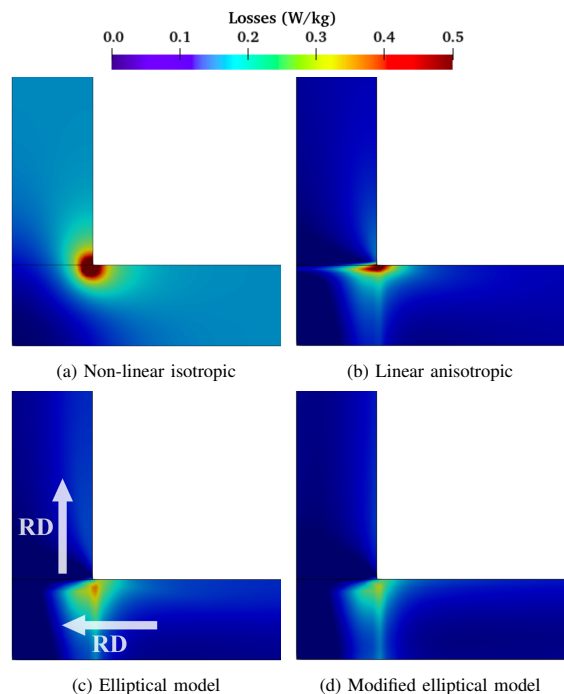 Losses (W/kg)
0.0 0.1 0.2 0.3 0.4 0.5
(a) Non-linear isotropic
(b) Linear anisotropic
RD
RD
(c) Elliptical model
(d) Modified elliptical model